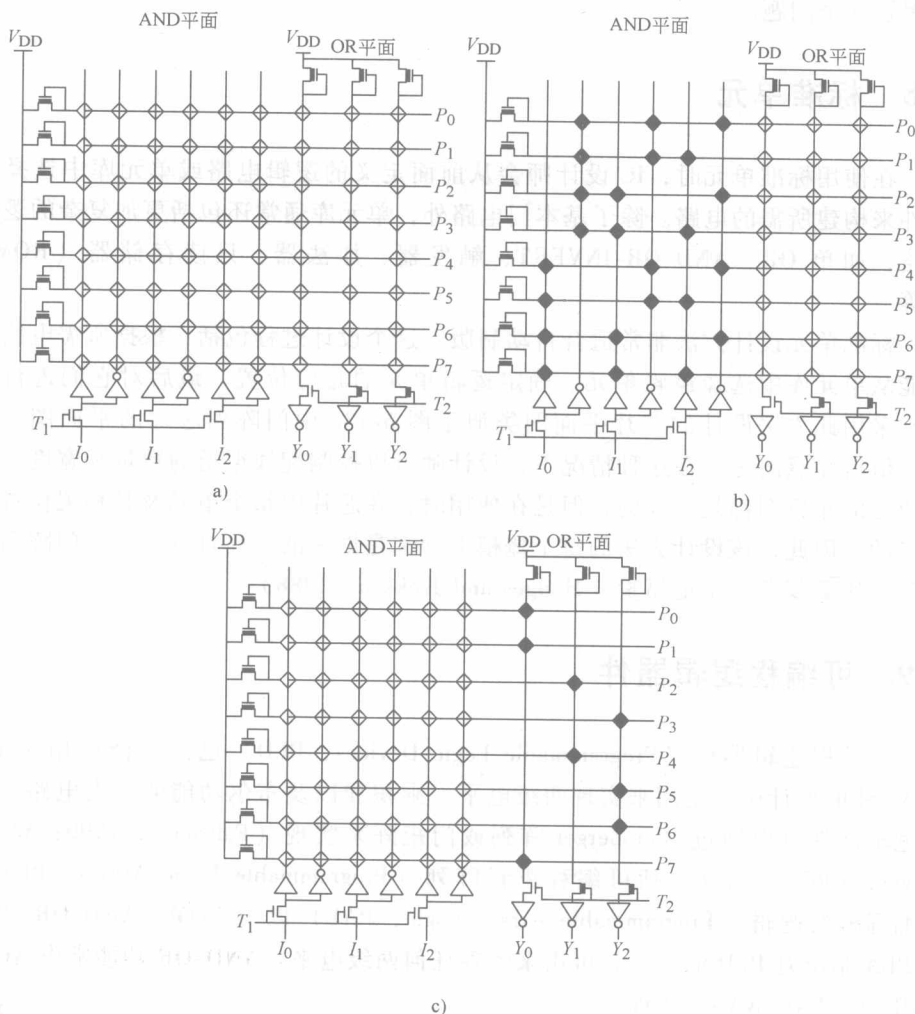 AND平面
V_DD
V_DD
OR平面
P_0
P_1
P_2
P_3
P_4
P_5
P_6
P_7
T_2
T_1
I_0
I_1
I_2
Y_0
Y_1
Y_2
a)
AND平面
V_DD
V_DD
OR平面
P_0
P_1
P_2
P_3
P_4
P_5
P_6
P_7
T_2
T_1
I_0
I_1
I_2
Y_0
Y_1
Y_2
b)
V_DD
AND平面
V_DD OR平面
P_0
P_1
P_2
P_3
P_4
P_5
P_6
P_7
T_2
T_1
I_0
I_1
I_2
Y_0
Y_1
Y_2
c)